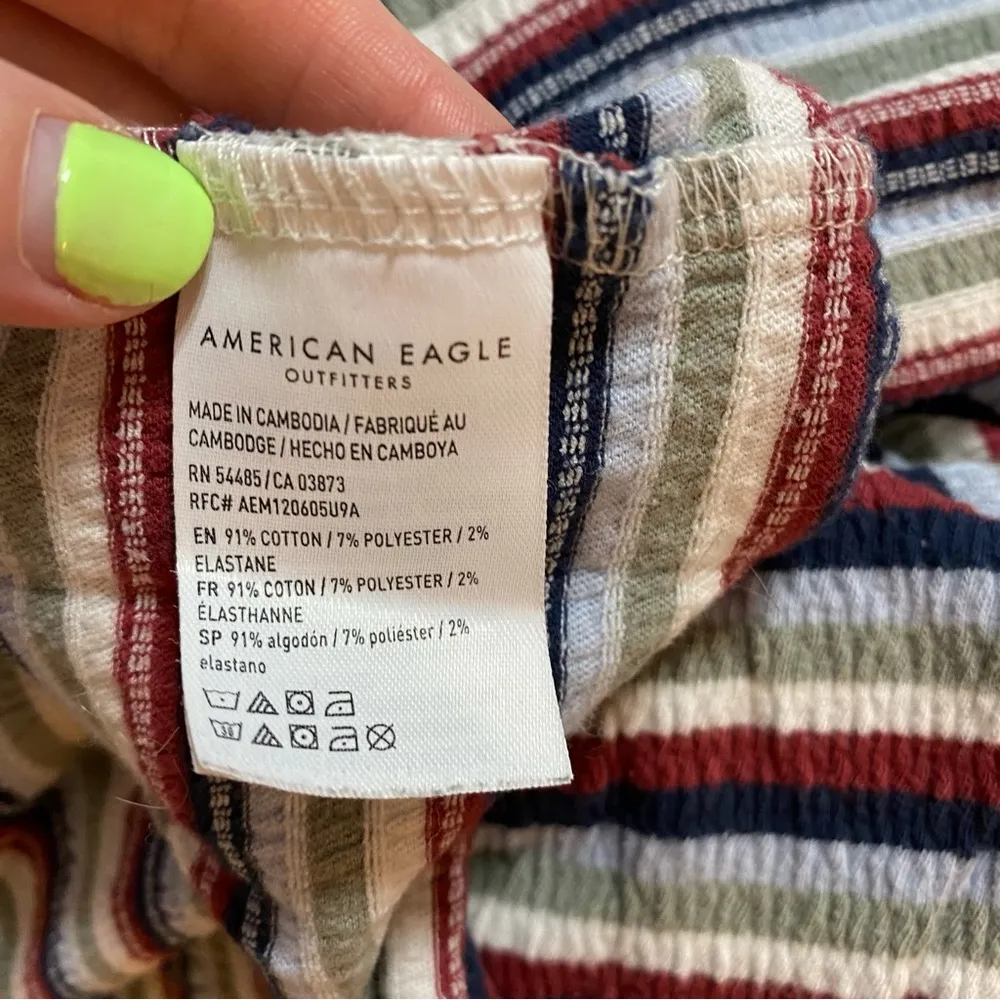 AMERICAN EAGLE
OUTFITTERS
MADE IN CAMBODIA / FABRIQUÉ AU
CAMBODGE / HECHO EN CAMBOYA
RN 54485 / CA 03873
RFC# AEM120605U9A
EN 91% COTTON / 7% POLYESTER / 2%
ELASTANE
FR 91% COTON / 7% POLYESTER / 2%
ÉLASTHANNE
SP 91% algodón / 7% poliéster / 2%
elastano
30